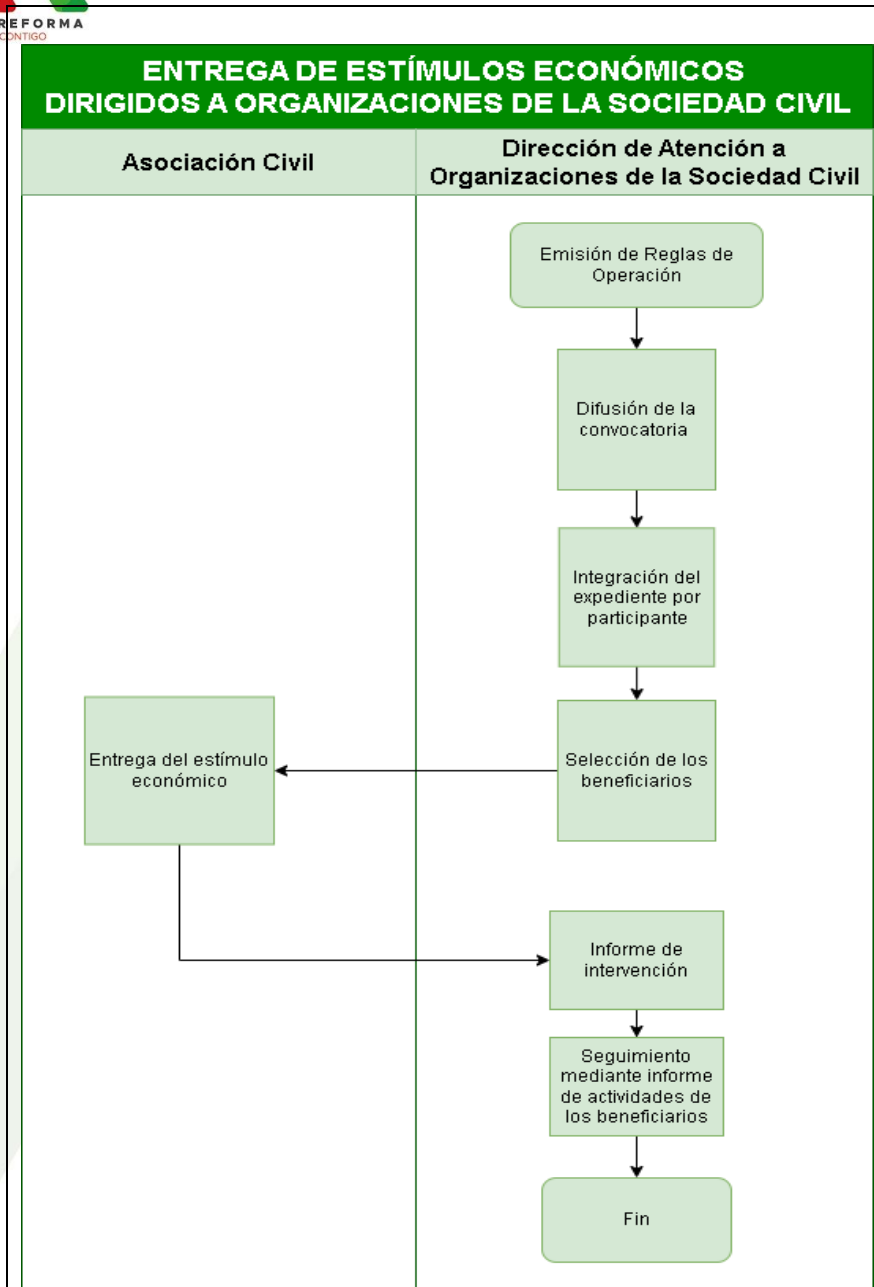 REFORMA
CONTIGO
ENTREGA DE ESTÍMULOS ECONÓMICOS
DIRIGIDOS A ORGANIZACIONES DE LA SOCIEDAD CIVIL
Asociación Civil
Dirección de Atención a
Organizaciones de la Sociedad Civil
Emisión de Reglas de
Operación
Difusión de la
convocatoria
Integración del
expediente por
participante
Selección de los
beneficiarios
Entrega del estímulo
económico
Informe de
intervención
Seguimiento
mediante informe
de actividades de
los beneficiarios
Fin